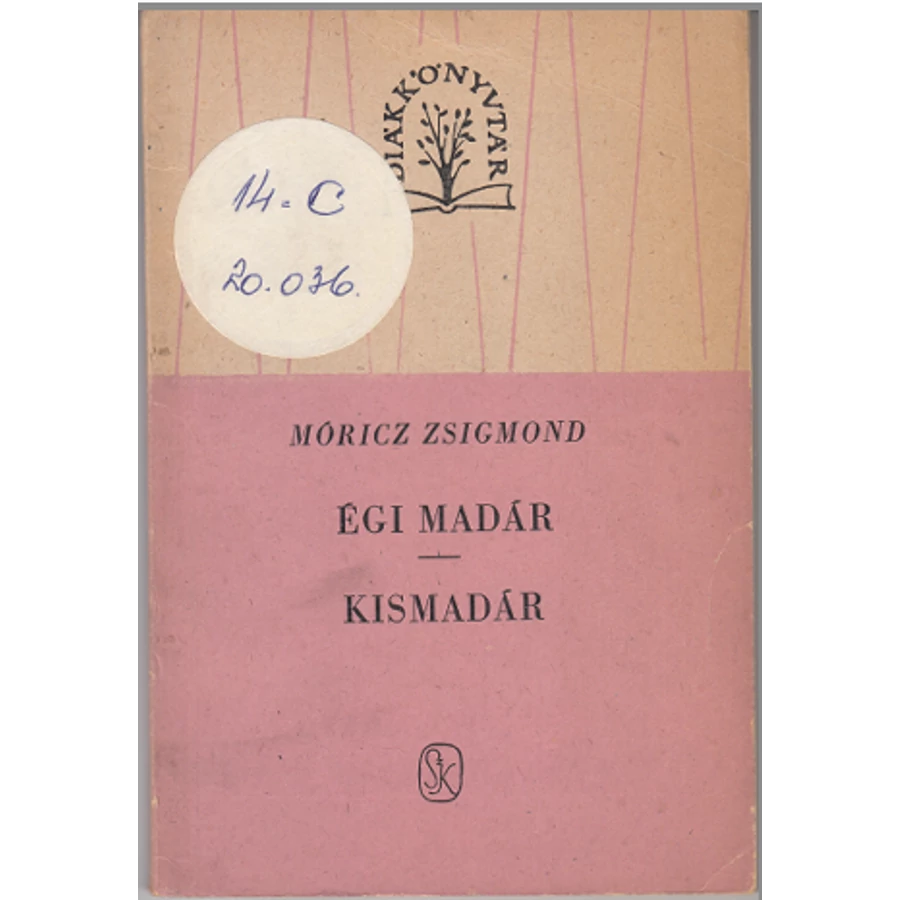 DIÁKKÖNYVTÁR
14. C
20.036.
MÓRICZ ZSIGMOND
ÉGI MADÁR
KISMADÁR
SZK